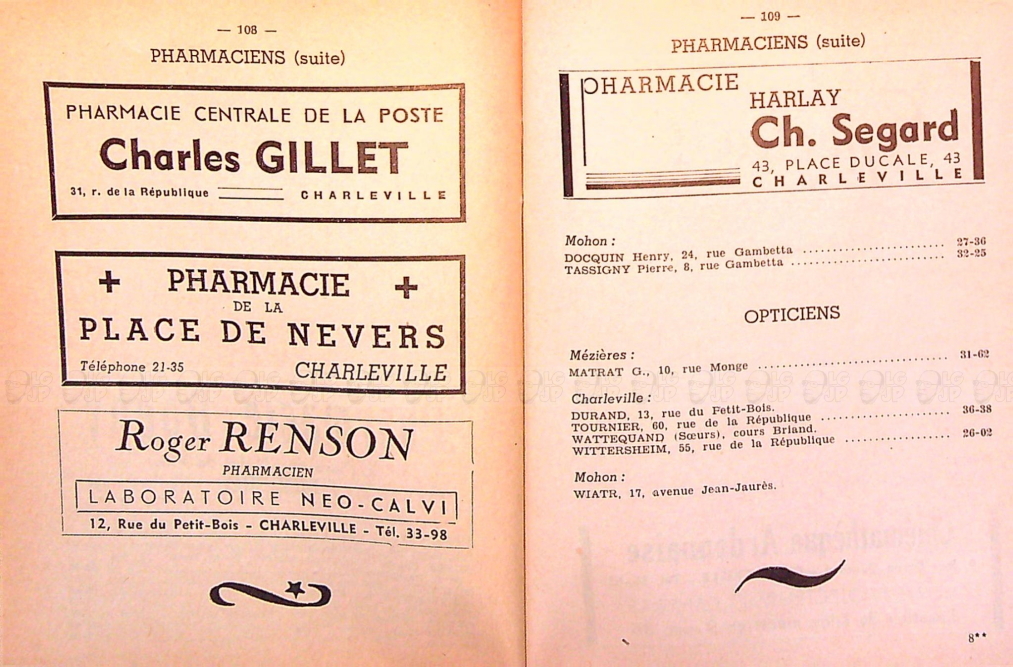 — 108 —
PHARMACIENS (suite)
PHARMACIE CENTRALE DE LA POSTE
Charles GILLET
31, r. de la République CHARLEVILLE
+ PHARMACIE +
DE LA
PLACE DE NEVERS
Téléphone 21-35 CHARLEVILLE
Roger RENSON
PHARMACIEN
LABORATOIRE NEO-CALVI
12, Rue du Petit-Bois - CHARLEVILLE - Tél. 33-98
— 109 —
PHARMACIENS (suite)
PHARMACIE
HARLAY
Ch. Segard
43, PLACE DUCALE, 43
CHARLEVILLE
Mohon :
DOCQUIN Henry, 24, rue Gambetta ........................ 27-36
TASSIGNY Pierre, 8, rue Gambetta ........................ 32-25
OPTICIENS
Mézières :
MATRAT G., 10, rue Monge ................................ 31-62
Charleville :
DURAND, 13, rue du Petit-Bois.
TOURNIER, 60, rue de la République ...................... 36-38
WATTEQUAND (Sœurs), cours Briand.
WITTERSHEIM, 55, rue de la République .................. 26-02
Mohon :
WIATR, 17, avenue Jean-Jaurès.
8**